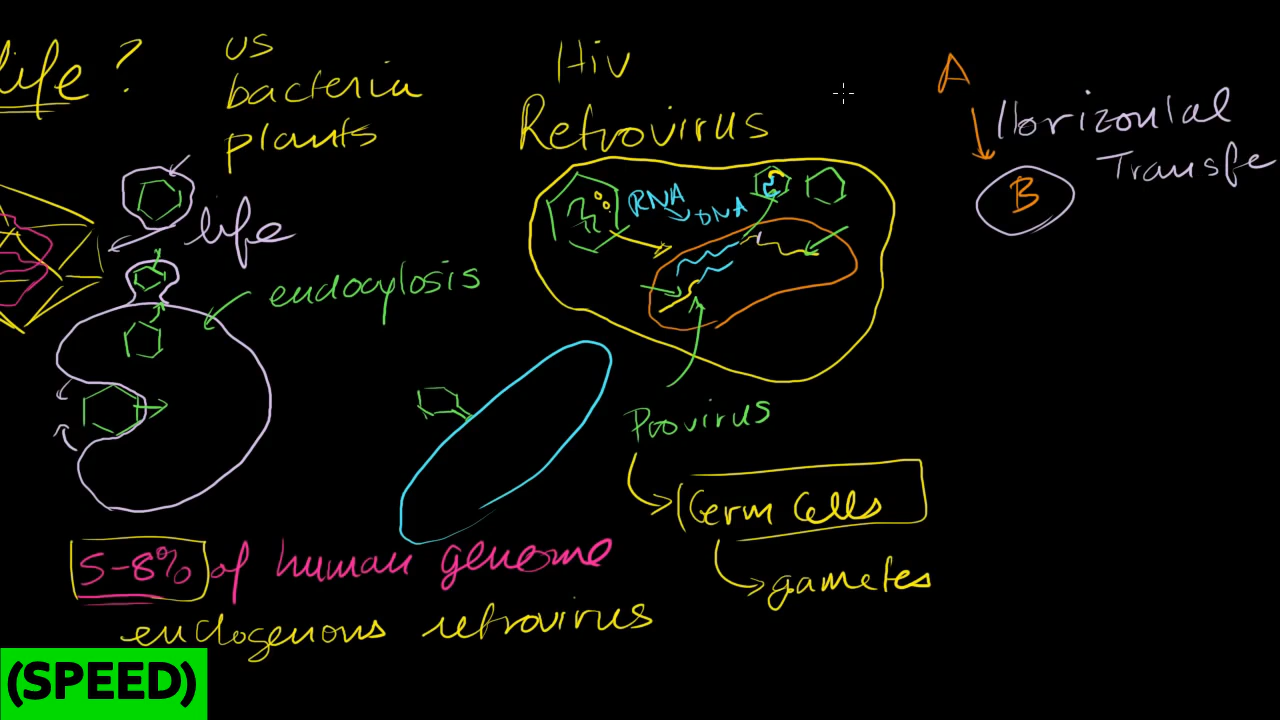 life?
us
bacteria
plants
Hiv
Retrovirus
A
Horizontal
Transfe
B
RNA
DNA
life
endocytosis
Provirus
Germ Cells
gametes
5-8% of human genome
endogenous retrovirus
(SPEED)